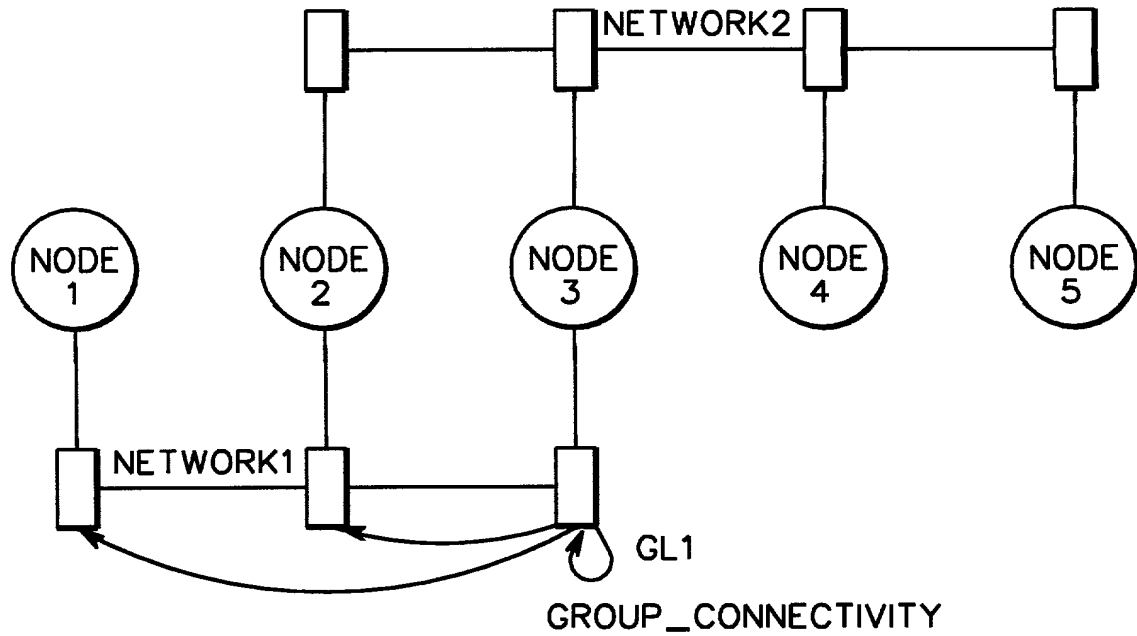 NETWORK2
NODE
1
NODE
2
NODE
3
NODE
4
NODE
5
NETWORK1
GL1
GROUP_CONNECTIVITY